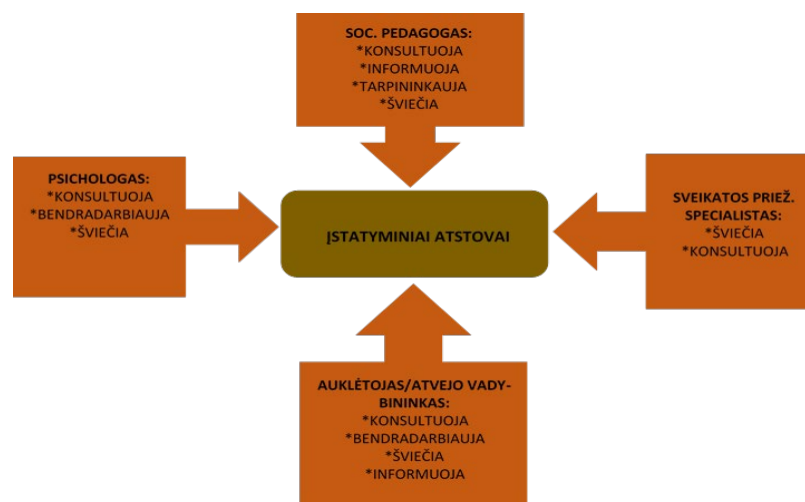 SOC. PEDAGOGAS:
*KONSULTUOJA
*INFORMUOJA
*TARPININKAUJA
*ŠVIEČIA
PSICHOLOGAS:
*KONSULTUOJA
*BENDRADARBIAUJA
*ŠVIEČIA
ĮSTATYMINIAI ATSTOVAI
SVEIKATOS PRIEŽ.
SPECIALISTAS:
*ŠVIEČIA
*KONSULTUOJA
AUKLĖTOJAS/ATVEJO VADY-
BININKAS:
*KONSULTUOJA
*BENDRADARBIAUJA
*ŠVIEČIA
*INFORMUOJA